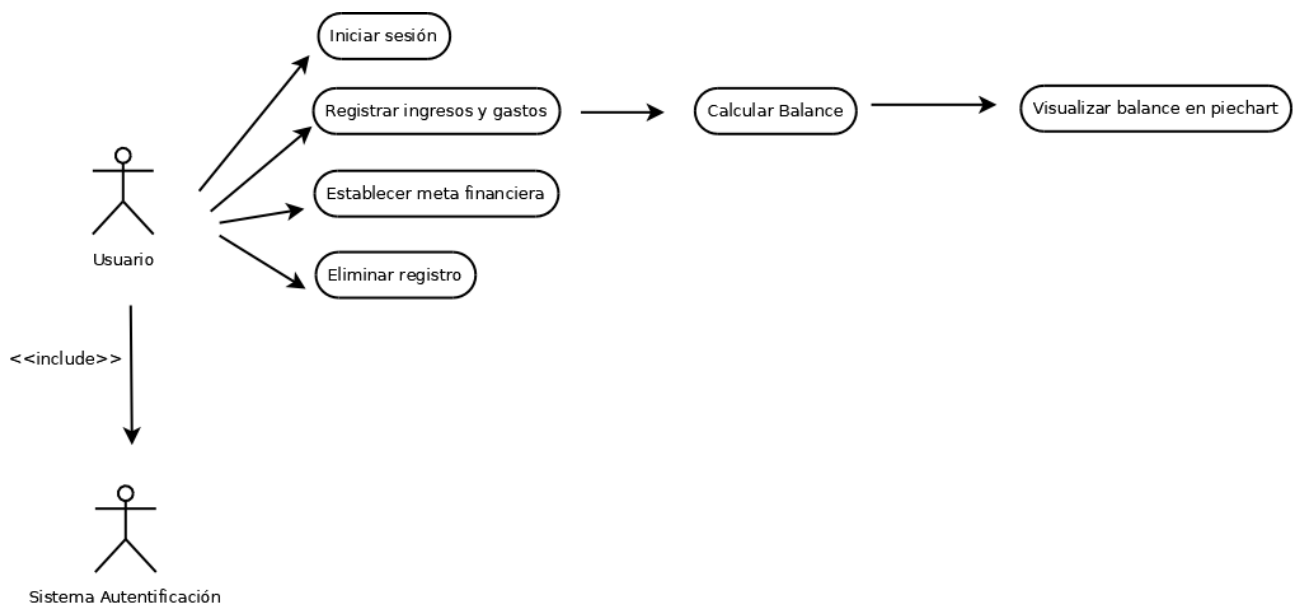 Iniciar sesión
Registrar ingresos y gastos
Calcular Balance
Visualizar balance en piechart
Establecer meta financiera
Usuario
Eliminar registro
<<include>>
Sistema Autentificación